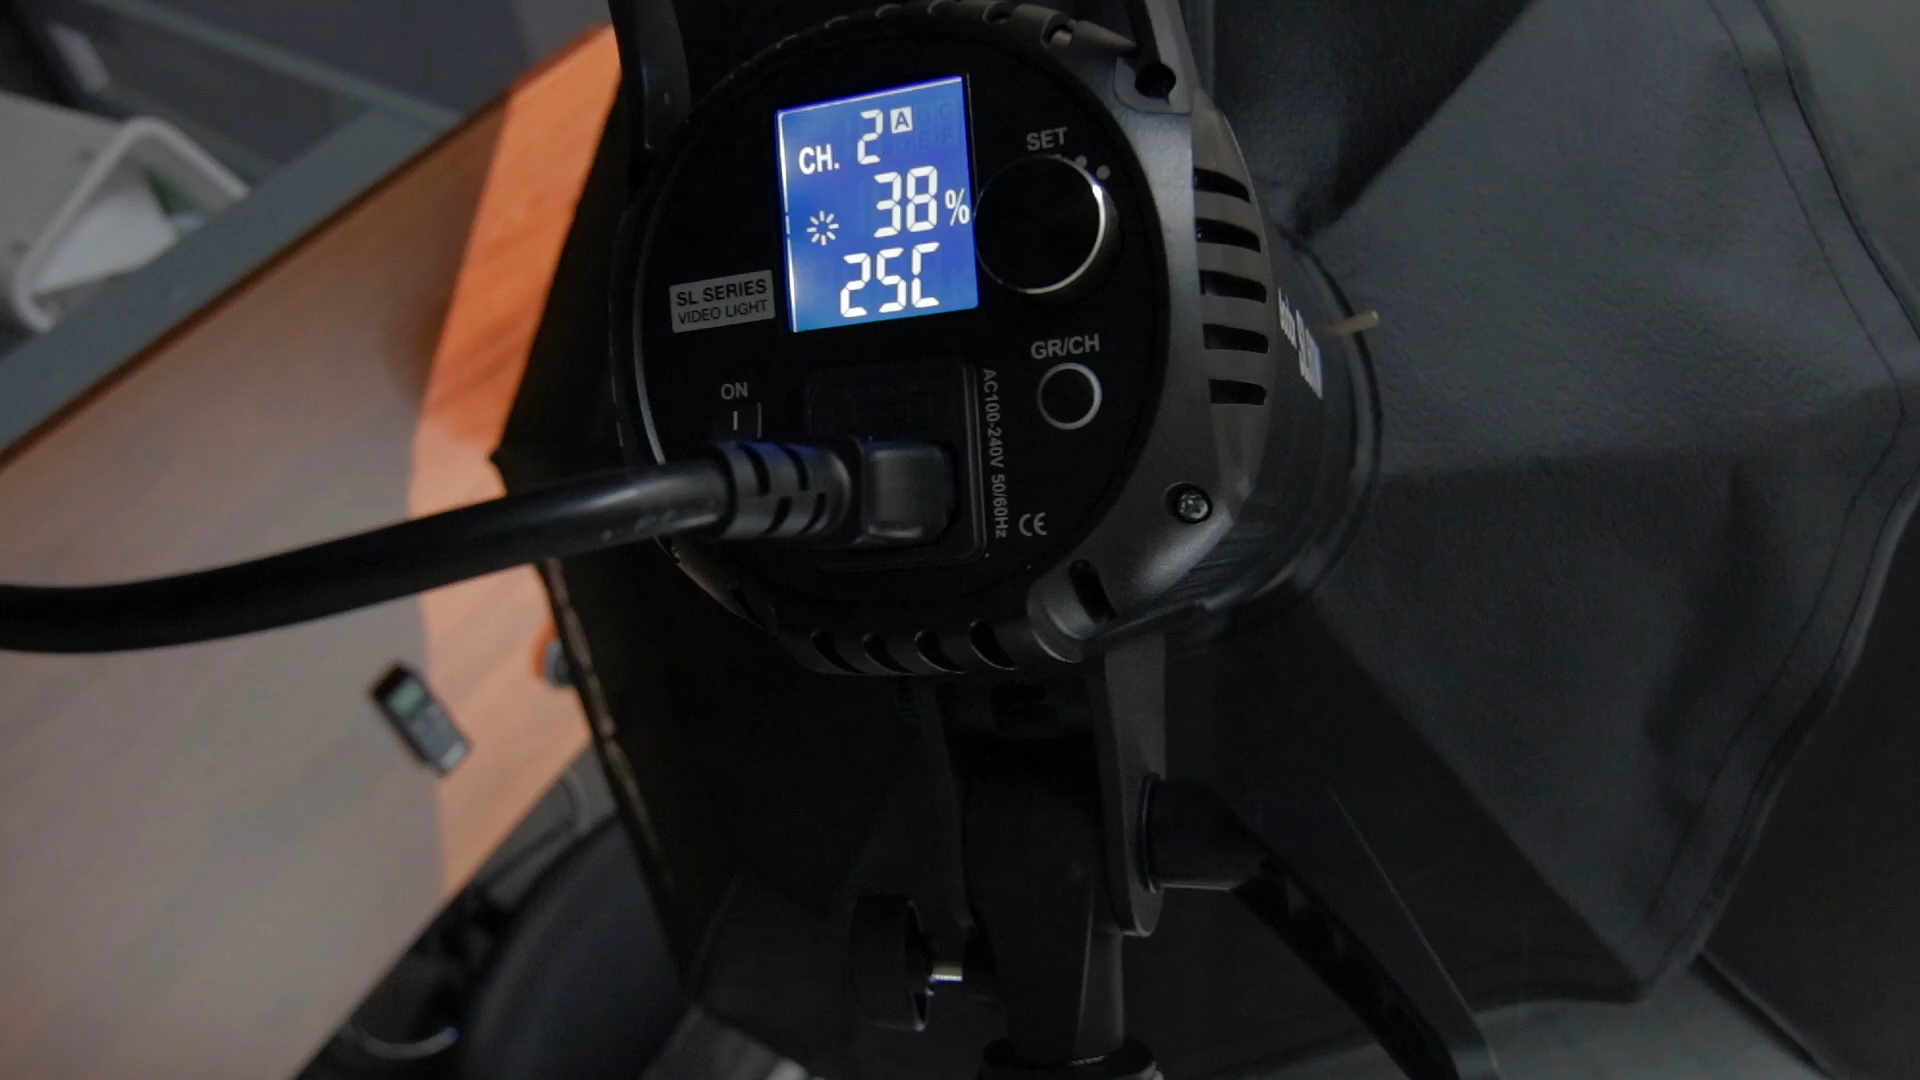 CH. 2 A
38%
25C
SET
SL SERIES
VIDEO LIGHT
GR/CH
ON
I
AC100-240V 50/60Hz
CE